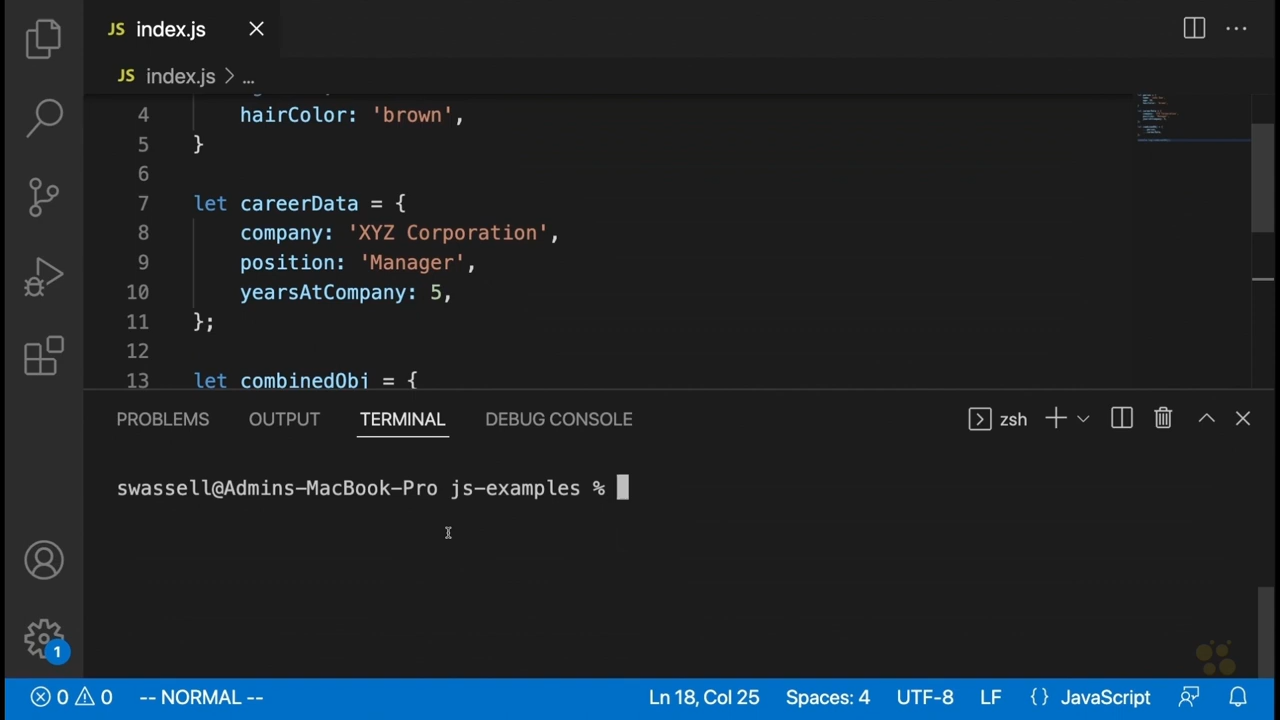 JS index.js
JS index.js > ...
4 hairColor: 'brown',
5 }
6
7 let careerData = {
8 company: 'XYZ Corporation',
9 position: 'Manager',
10 yearsAtCompany: 5,
11 };
12
13 let combinedObj = {
PROBLEMS OUTPUT TERMINAL DEBUG CONSOLE zsh
swassell@Admins-MacBook-Pro js-examples %
1
0 0 -- NORMAL -- Ln 18, Col 25 Spaces: 4 UTF-8 LF {} JavaScript